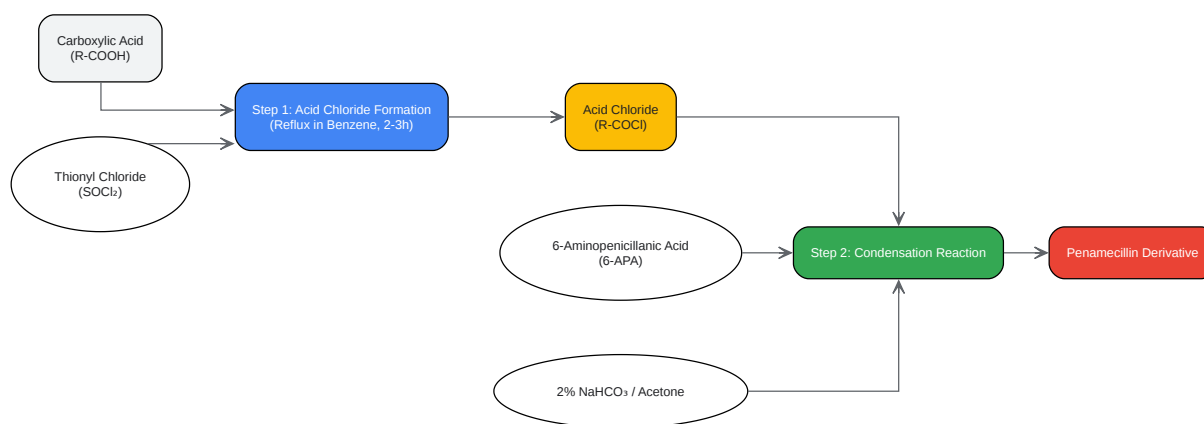 Carboxylic Acid
(R-COOH)
Step 1: Acid Chloride Formation
(Reflux in Benzene, 2-3h)
Acid Chloride
(R-COCl)
Thionyl Chloride
(SOCl₂)
6-Aminopenicillanic Acid
(6-APA)
Step 2: Condensation Reaction
Penamecillin Derivative
2% NaHCO₃ / Acetone